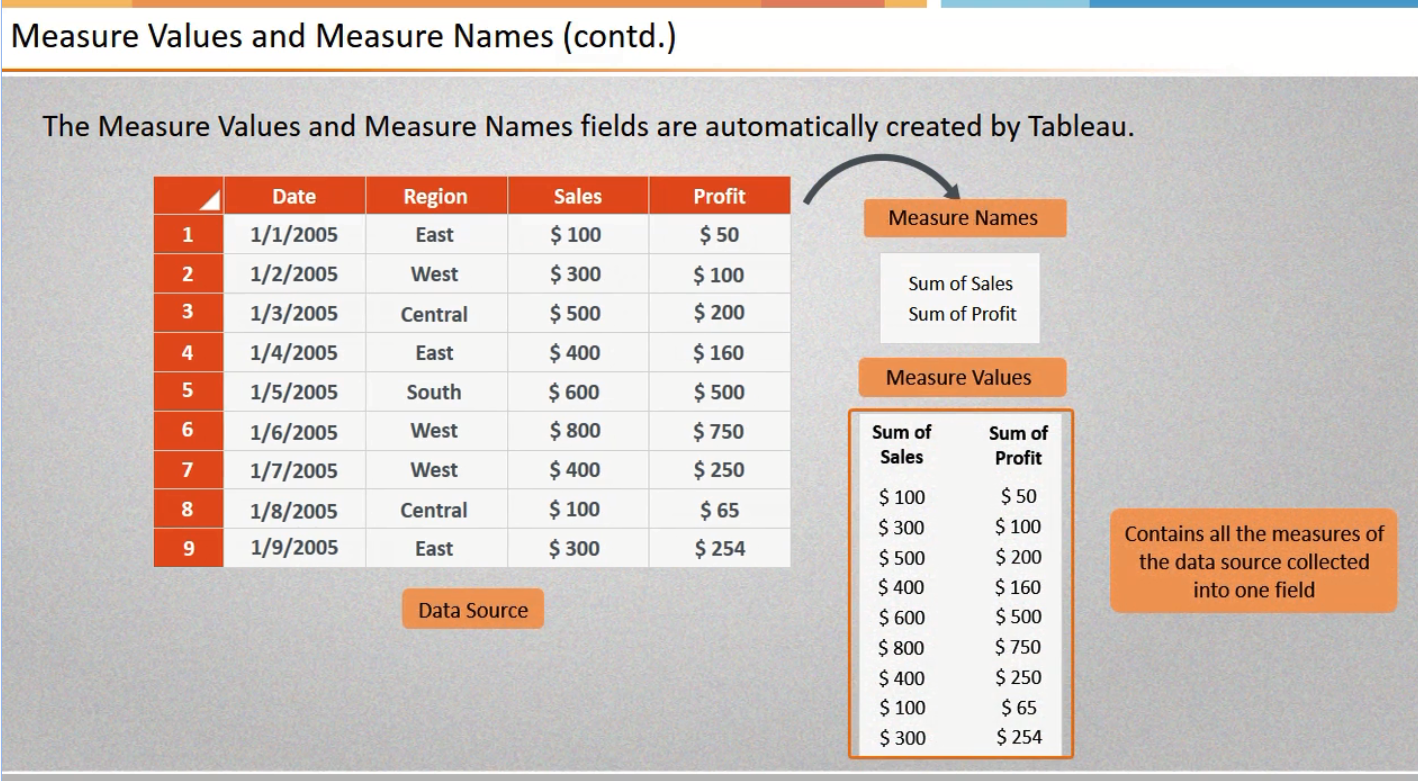 Measure Values and Measure Names (contd.)
The Measure Values and Measure Names fields are automatically created by Tableau.
Date Region Sales Profit
1 1/1/2005 East $ 100 $ 50
2 1/2/2005 West $ 300 $ 100
3 1/3/2005 Central $ 500 $ 200
4 1/4/2005 East $ 400 $ 160
5 1/5/2005 South $ 600 $ 500
6 1/6/2005 West $ 800 $ 750
7 1/7/2005 West $ 400 $ 250
8 1/8/2005 Central $ 100 $ 65
9 1/9/2005 East $ 300 $ 254
Data Source
Measure Names
Sum of Sales
Sum of Profit
Measure Values
Sum of Sum of
Sales Profit
$ 100 $ 50
$ 300 $ 100
$ 500 $ 200
$ 400 $ 160
$ 600 $ 500
$ 800 $ 750
$ 400 $ 250
$ 100 $ 65
$ 300 $ 254
Contains all the measures of
the data source collected
into one field